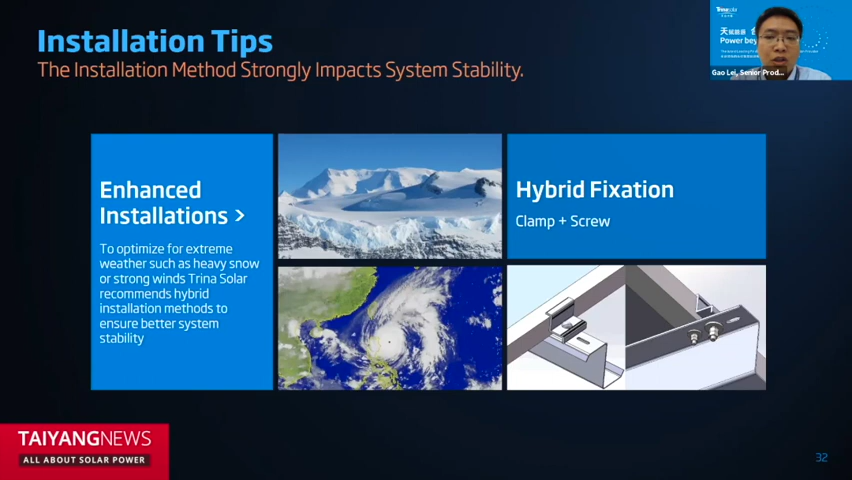 Installation Tips
The Installation Method Strongly Impacts System Stability.
Trinasolar
天
Power bey
Gao Lei, Senior Prod...
Enhanced
Installations >
To optimize for extreme
weather such as heavy snow
or strong winds Trina Solar
recommends hybrid
installation methods to
ensure better system
stability
Hybrid Fixation
Clamp + Screw
TAIYANGNEWS
ALL ABOUT SOLAR POWER
32